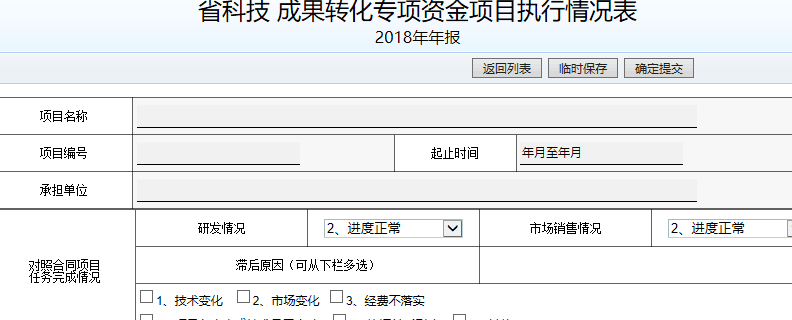 省科技 成果转化专项资金项目执行情况表
2018年年报
返回列表 临时保存 确定提交
项目名称
项目编号 起止时间 年月至年月
承担单位
研发情况 2、进度正常 市场销售情况 2、进度正常
对照合同项目
任务完成情况
滞后原因（可从下栏多选）
1、技术变化 2、市场变化 3、经费不落实